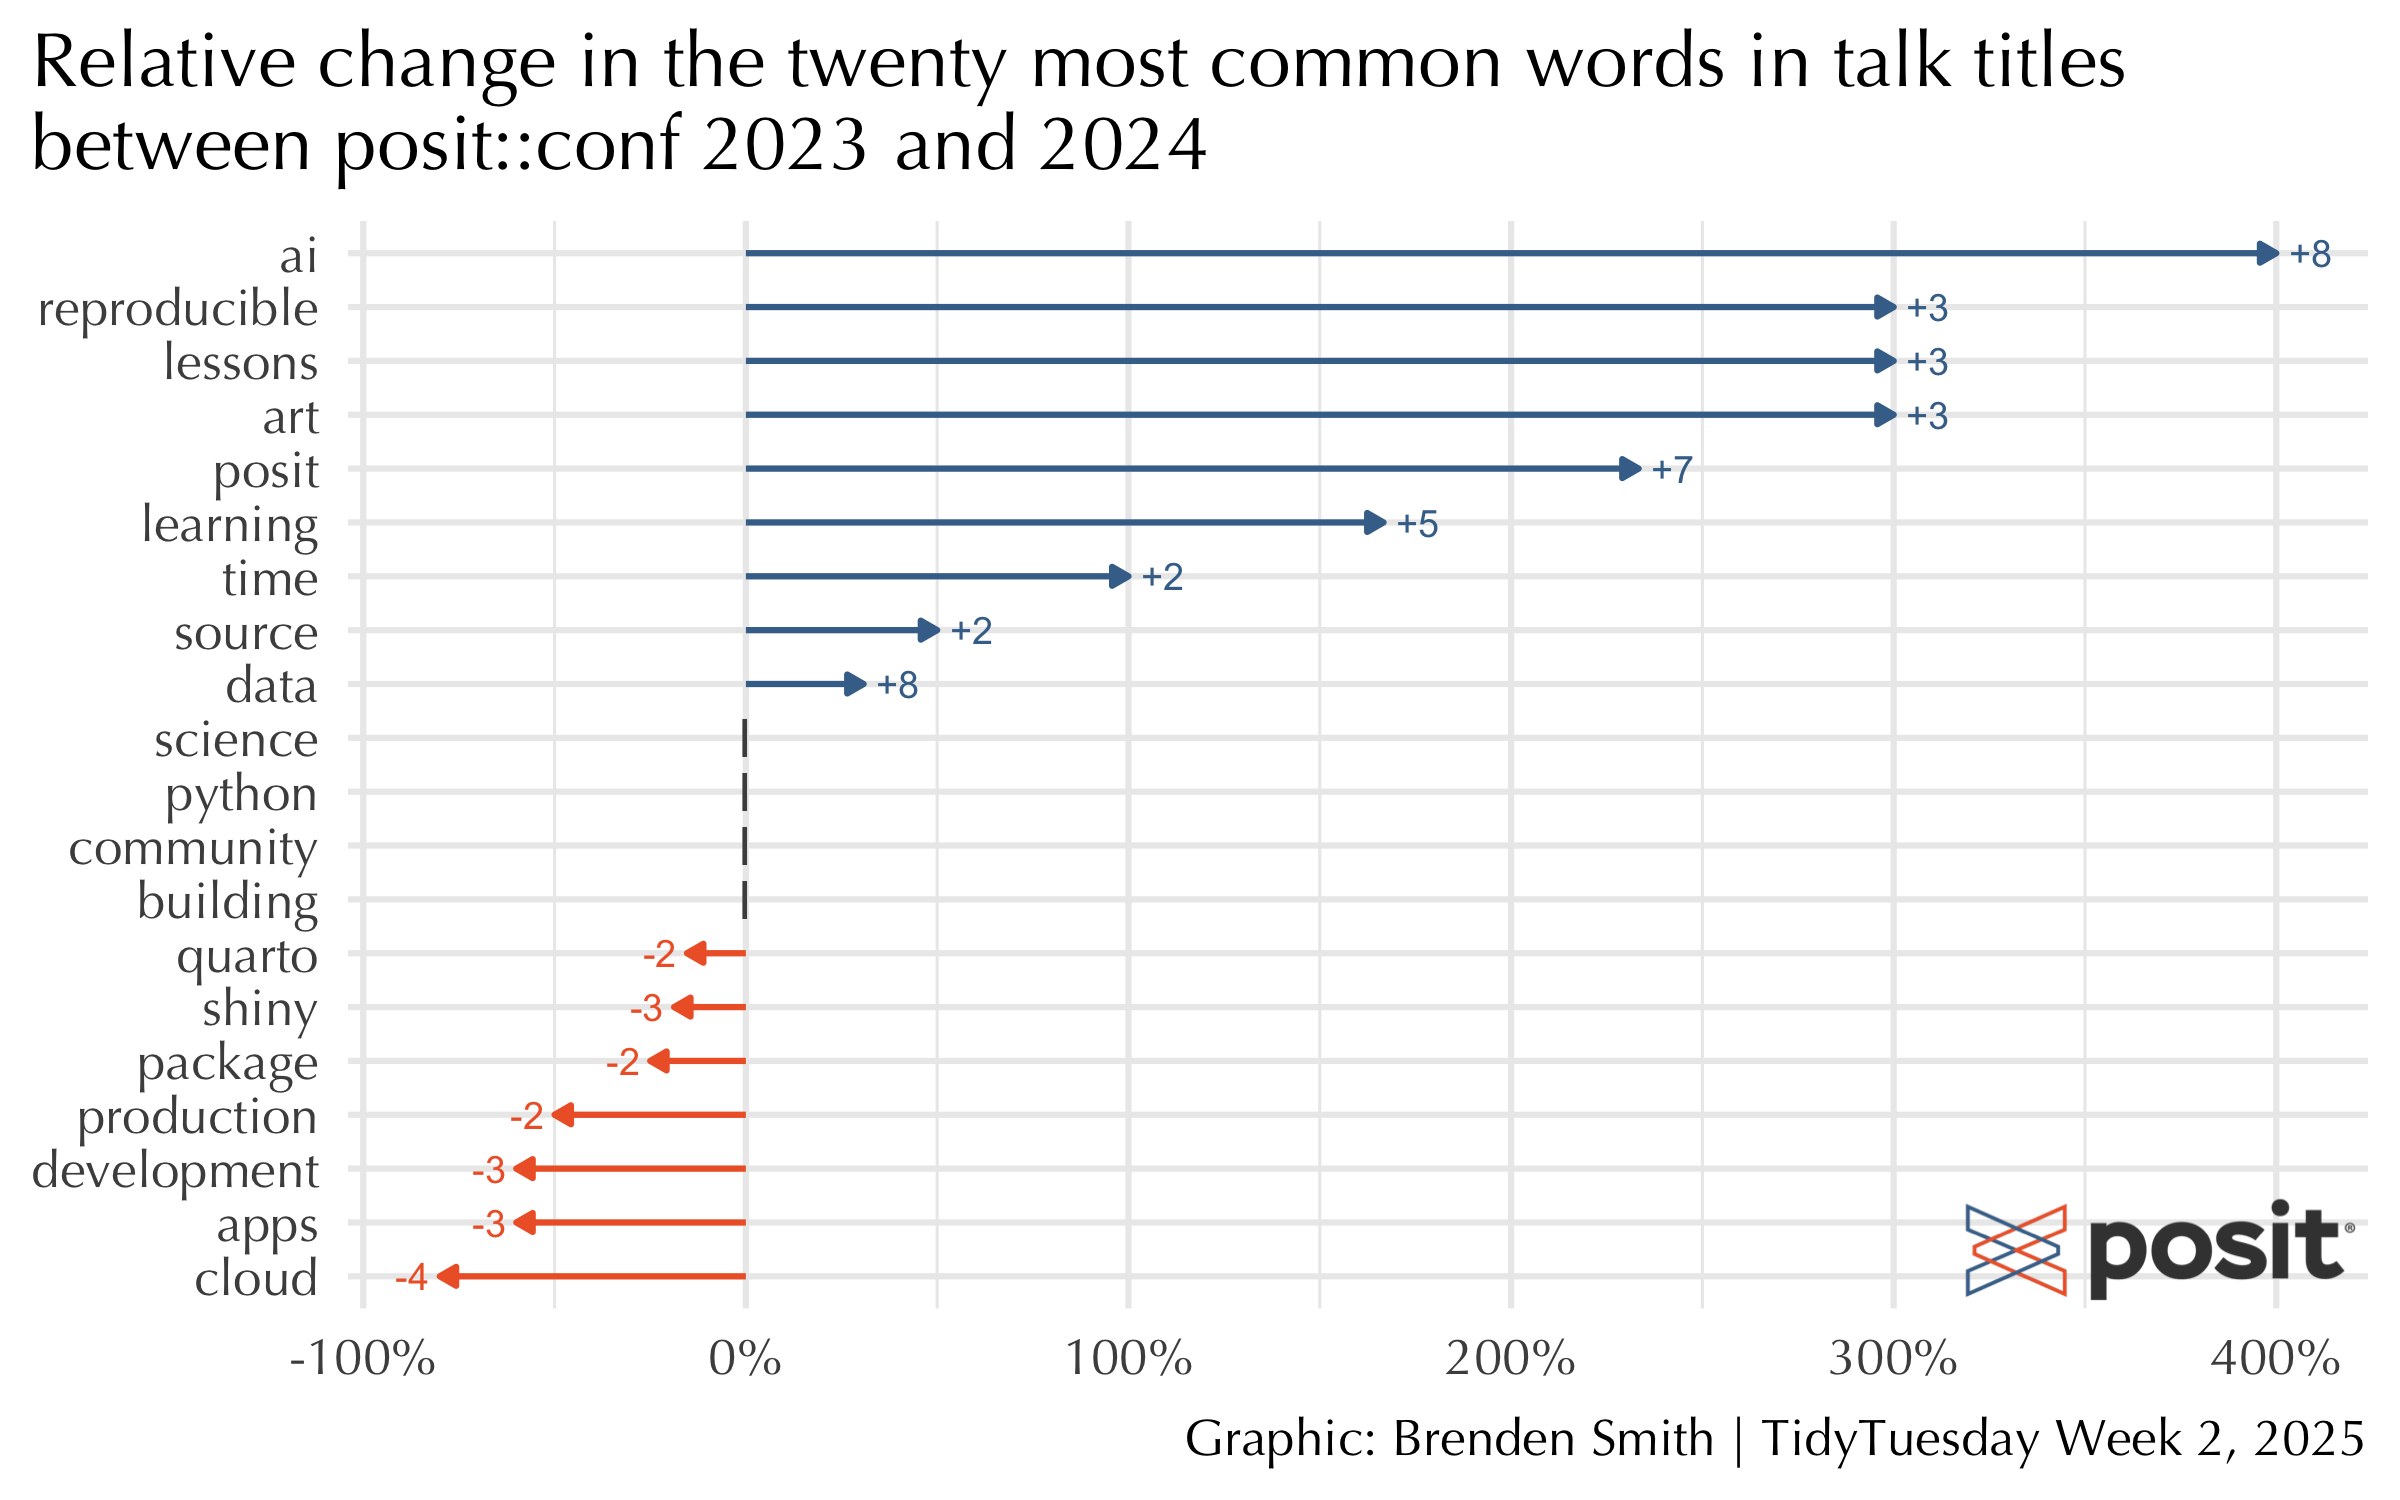 Relative change in the twenty most common words in talk titles
between posit::conf 2023 and 2024
ai +8
reproducible +3
lessons +3
art +3
posit +7
learning +5
time +2
source +2
data +8
science
python
community
building
quarto -2
shiny -3
package -2
production -2
development -3
apps -3
cloud -4
posit®
-100% 0% 100% 200% 300% 400%
Graphic: Brenden Smith | TidyTuesday Week 2, 2025